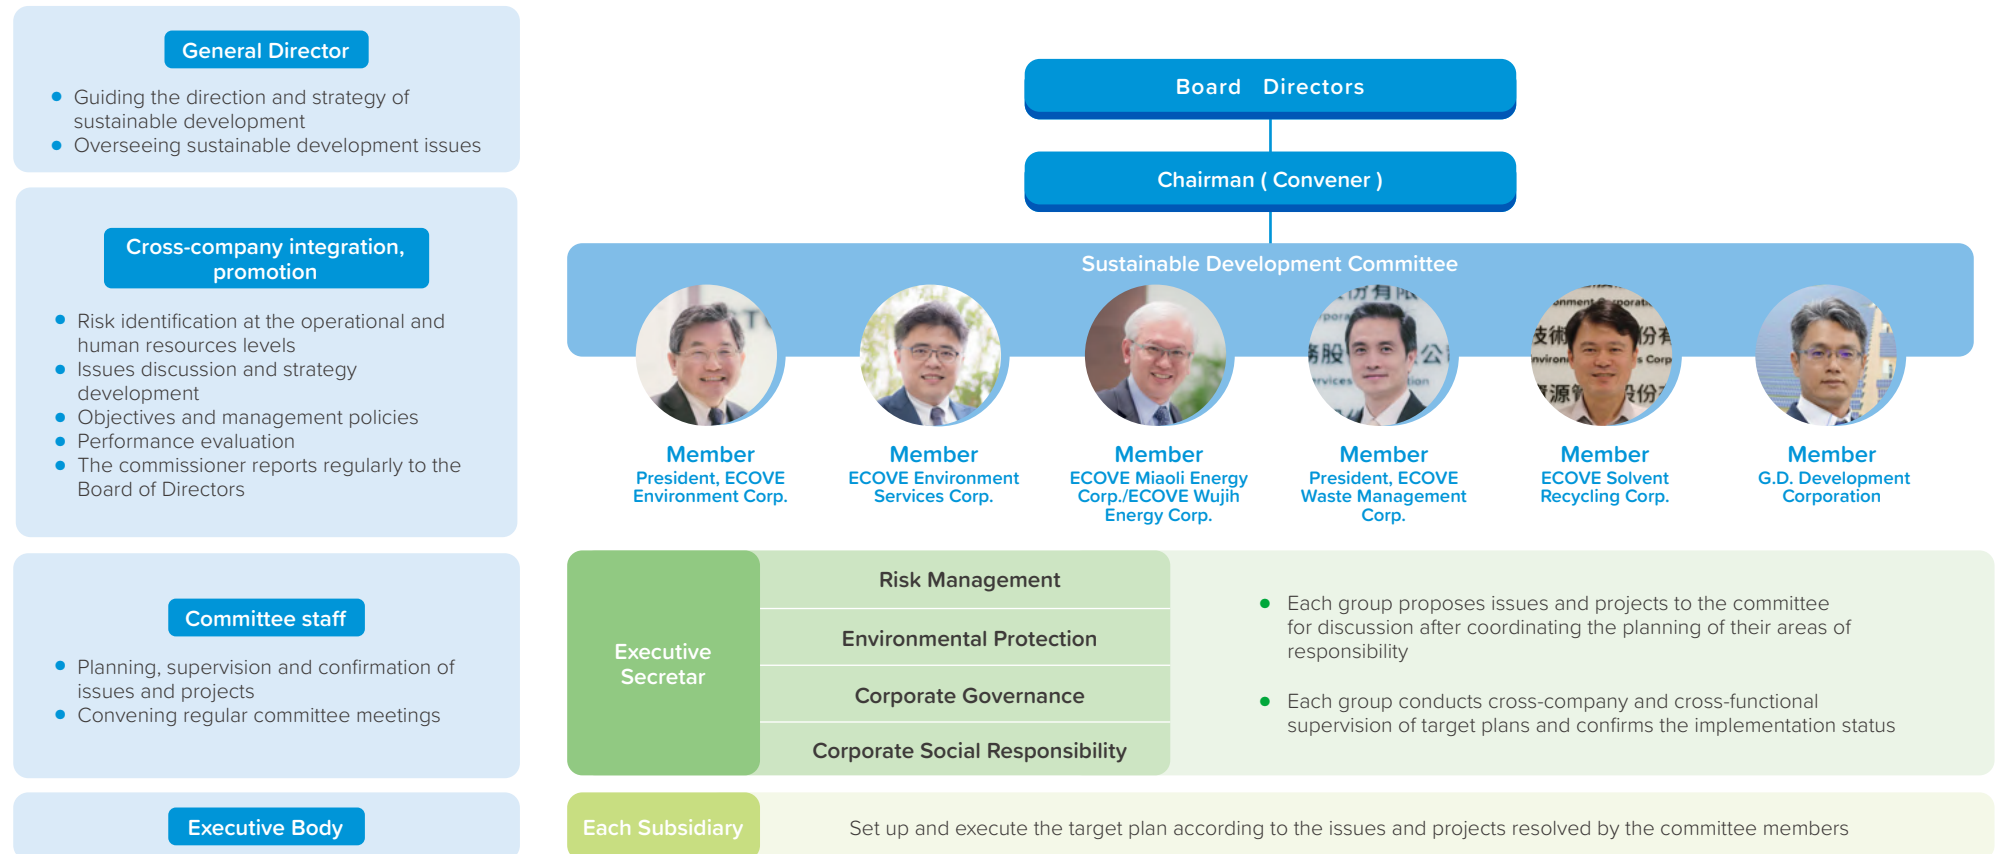 General Director
Guiding the direction and strategy of
sustainable development
Overseeing sustainable development issues
Cross-company integration,
promotion
Risk identification at the operational and
human resources levels
Issues discussion and strategy
development
Objectives and management policies
Performance evaluation
The commissioner reports regularly to the
Board of Directors
Committee staff
Planning, supervision and confirmation of
issues and projects
Convening regular committee meetings
Executive Body
Board Directors
Chairman ( Convener )
Sustainable Development Committee
Member
President, ECOVE
Environment Corp.
Member
ECOVE Environment
Services Corp.
Member
ECOVE Miaoli Energy
Corp./ECOVE Wujih
Energy Corp.
Member
President, ECOVE
Waste Management
Corp.
Member
ECOVE Solvent
Recycling Corp.
Member
G.D. Development
Corporation
Executive
Secretar
Risk Management
Environmental Protection
Corporate Governance
Corporate Social Responsibility
Each group proposes issues and projects to the committee
for discussion after coordinating the planning of their areas of
responsibility
Each group conducts cross-company and cross-functional
supervision of target plans and confirms the implementation status
Each Subsidiary
Set up and execute the target plan according to the issues and projects resolved by the committee members